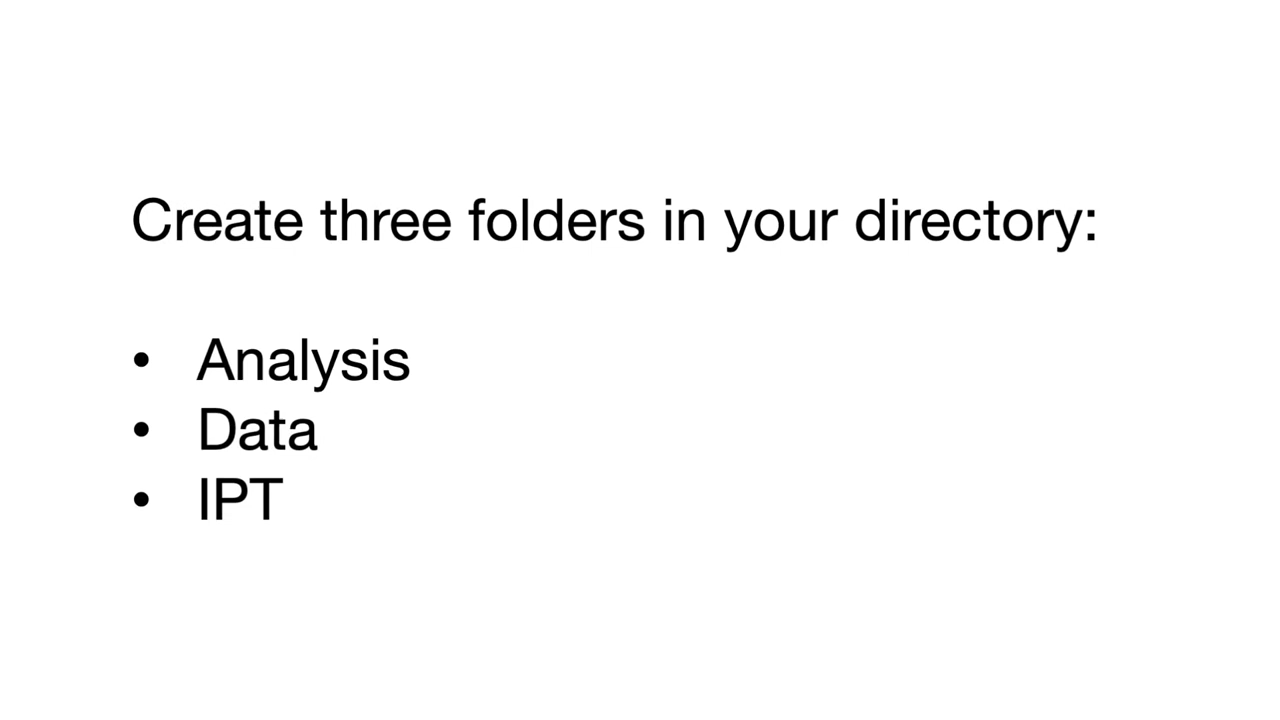 Create three folders in your directory:
• Analysis
• Data
• IPT